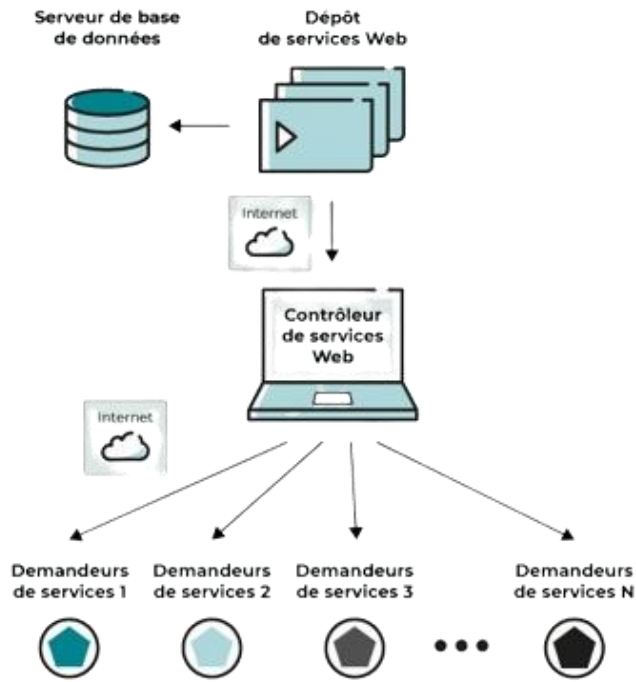 Serveur de base
de données
Dépôt
de services Web
Internet
Contrôleur
de services
Web
Internet
Demandeurs
de services 1
Demandeurs
de services 2
Demandeurs
de services 3
Demandeurs
de services N